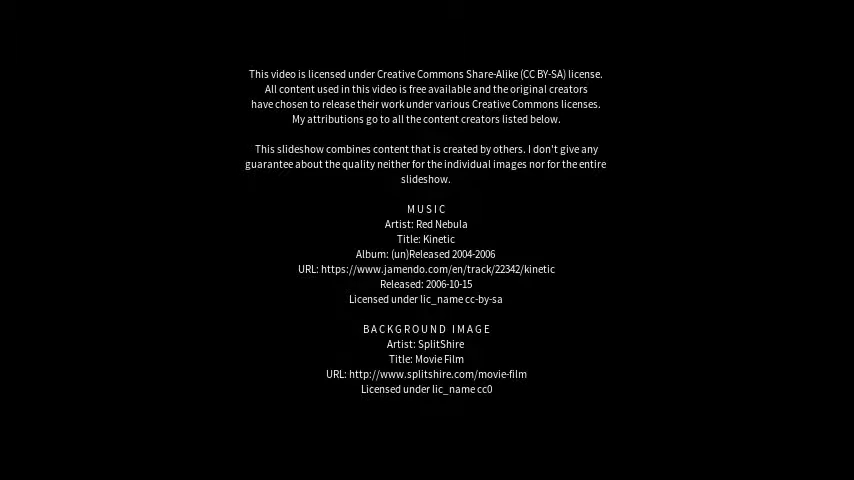 This video is licensed under Creative Commons Share-Alike (CC BY-SA) license.
All content used in this video is free available and the original creators
have chosen to release their work under various Creative Commons licenses.
My attributions go to all the content creators listed below.
This slideshow combines content that is created by others. I don't give any
guarantee about the quality neither for the individual images nor for the entire
slideshow.
MUSIC
Artist: Red Nebula
Title: Kinetic
Album: (un)Released 2004-2006
URL: https://www.jamendo.com/en/track/22342/kinetic
Released: 2006-10-15
Licensed under lic_name cc-by-sa
BACKGROUND IMAGE
Artist: SplitShire
Title: Movie Film
URL: http://www.splitshire.com/movie-film
Licensed under lic_name cc0